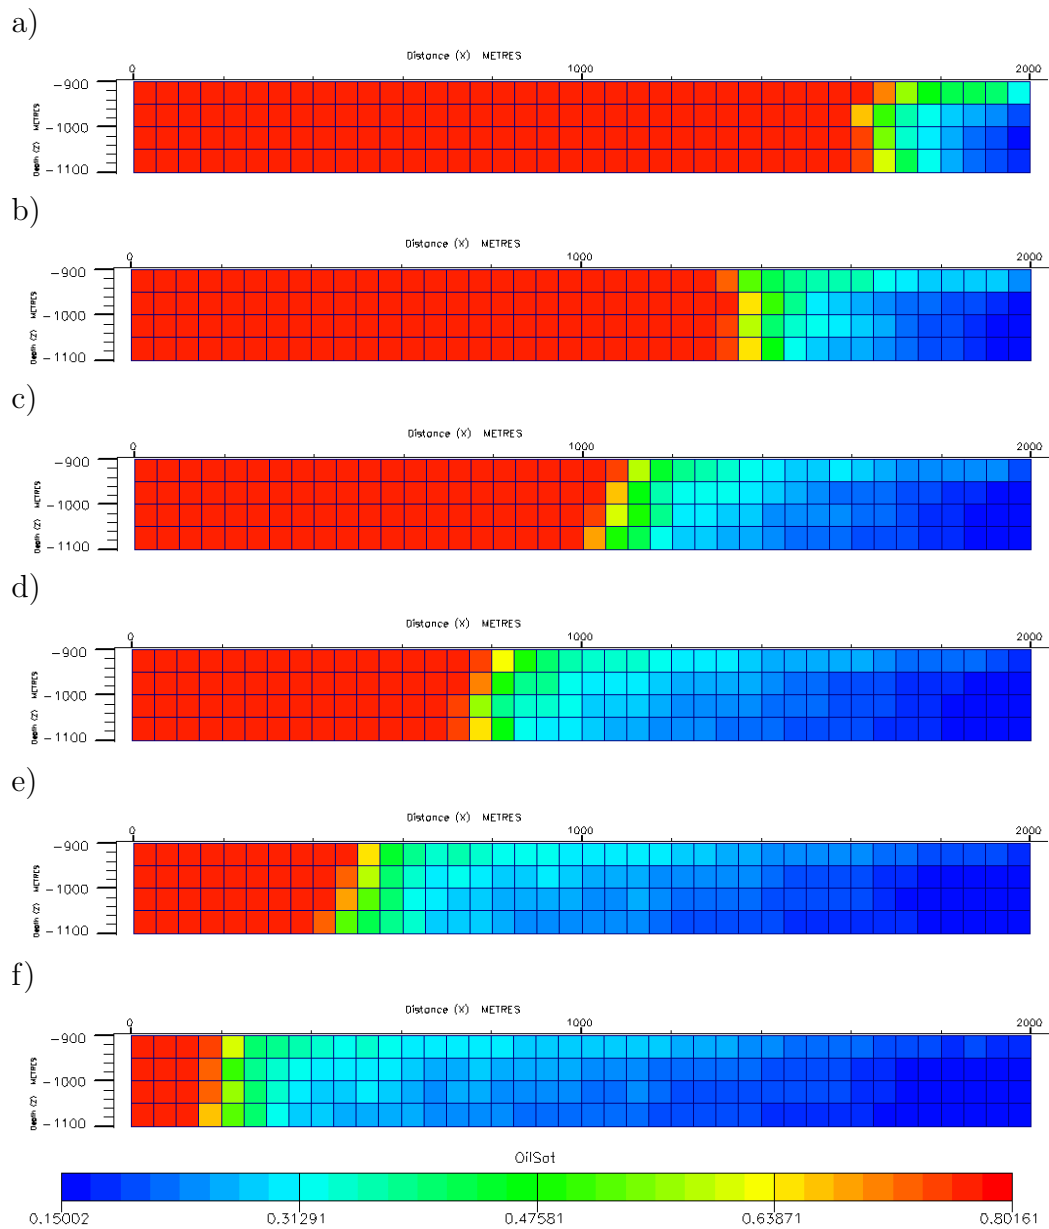 a)
Distance (X) METRES
0 1000 2000
-900
-1000
-1100
Depth (Z) METRES
b)
Distance (X) METRES
0 1000 2000
-900
-1000
-1100
Depth (Z) METRES
c)
Distance (X) METRES
0 1000 2000
-900
-1000
-1100
Depth (Z) METRES
d)
Distance (X) METRES
0 1000 2000
-900
-1000
-1100
Depth (Z) METRES
e)
Distance (X) METRES
0 1000 2000
-900
-1000
-1100
Depth (Z) METRES
f)
Distance (X) METRES
0 1000 2000
-900
-1000
-1100
Depth (Z) METRES
OilSat
0.15002 0.31291 0.47581 0.63871 0.80161